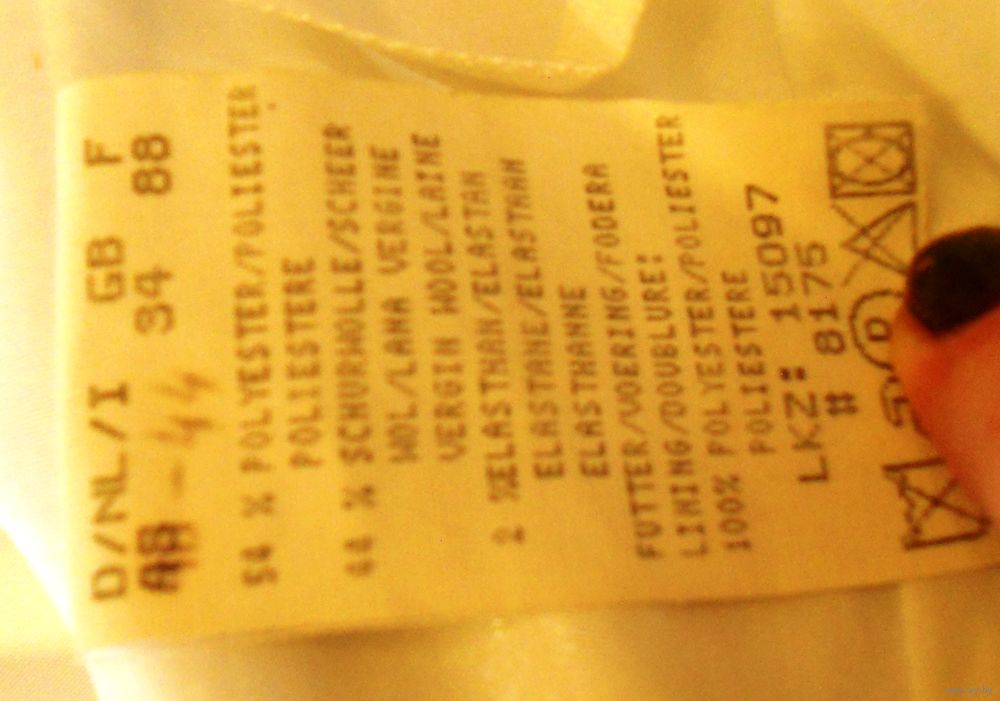 D/NL/I GB F
34 88
54 % POLYESTER/POLIESTER
POLIESTERE
44 % SCHURWOLLE/SCHEER
WOL/LANA VERGINE
VERGIN WOOL/LAINE
2 %ELASTHAN/ELASTAN
ELASTANE/ELASTHAN
ELASTHANNE
FUTTER/VOERING/FODERA
LINING/DOUBLURE:
100% POLYESTER/POLIESTER
POLIESTERE
LKZ: 15097
# 8175
D